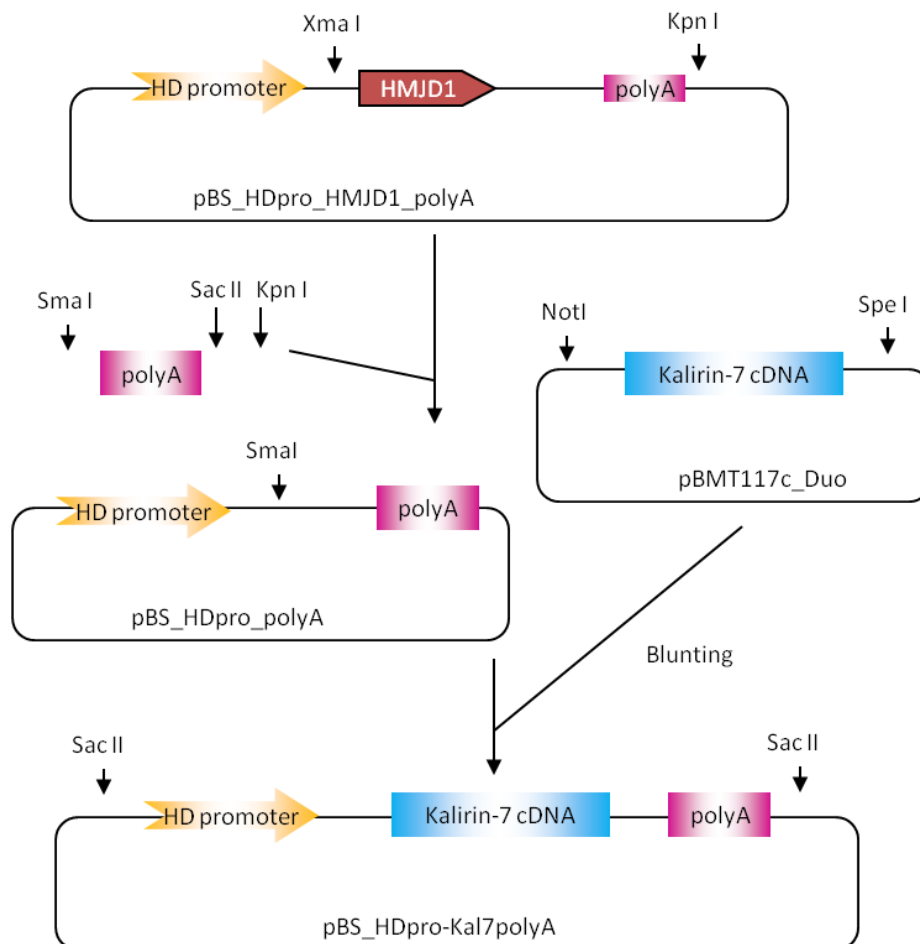 Xma I
Kpn I
HD promoter
HMJD1
polyA
pBS_HDpro_HMJD1_polyA
Sma I
Sac II
Kpn I
polyA
NotI
Spe I
Kalirin-7 cDNA
pBMT117c_Duo
SmaI
HD promoter
polyA
pBS_HDpro_polyA
Blunting
Sac II
Sac II
HD promoter
Kalirin-7 cDNA
polyA
pBS_HDpro-Kal7polyA